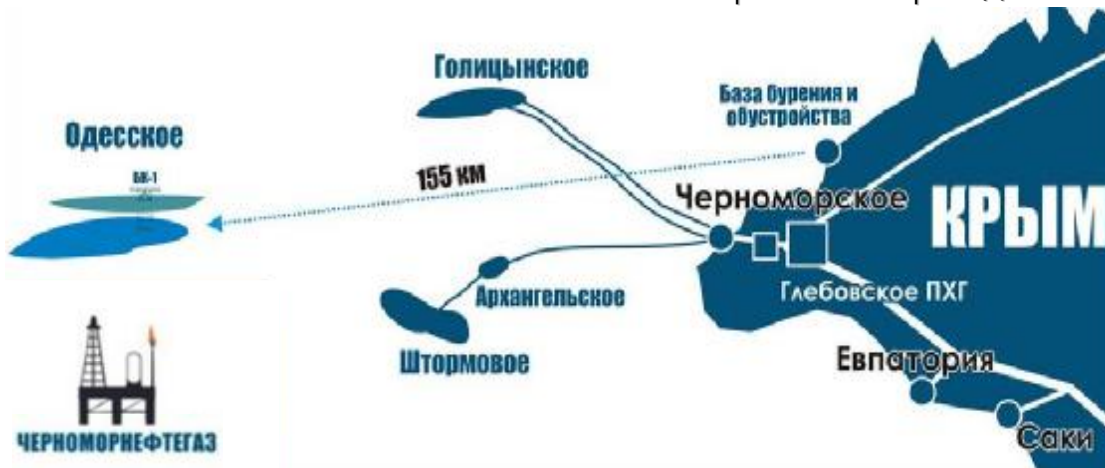 Голицынское
База бурения и
обустройства
Одесское
155 км
Черноморское
КРЫМ
Архангельское
Глебовское ПХГ
Штормовое
Евпатория
ЧЕРНОМОРНЕФТЕГАЗ
Саки